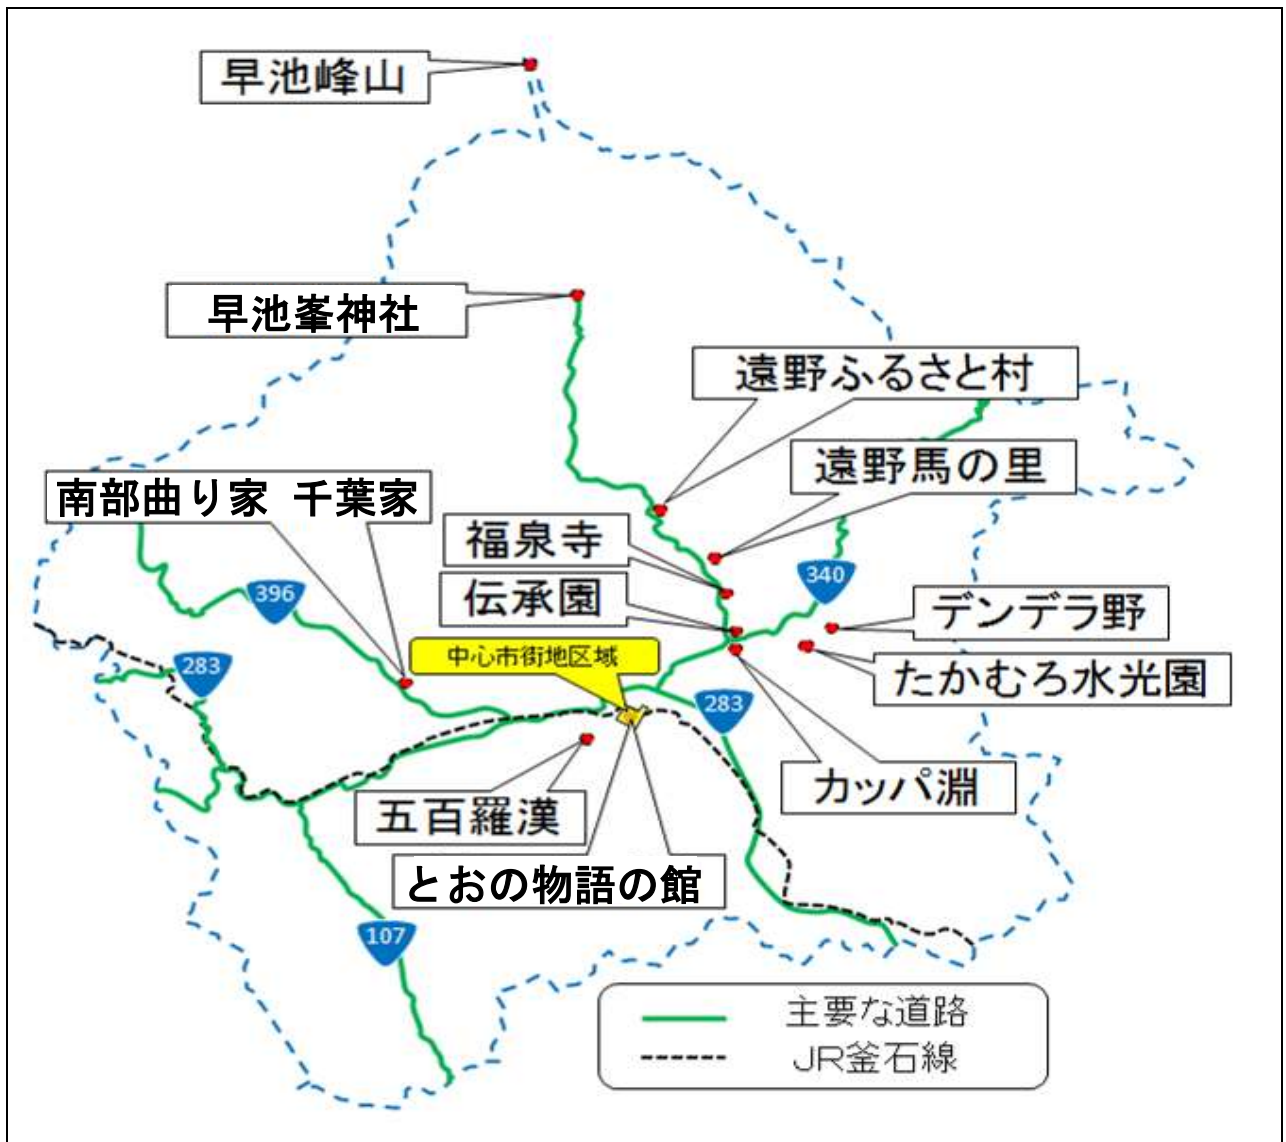 早池峰山
早池峯神社
遠野ふるさと村
遠野馬の里
南部曲り家 千葉家
福泉寺
伝承園
340
396
デンデラ野
中心市街地区域
283
たかむろ水光園
283
カッパ淵
五百羅漢
とおの物語の館
107
主要な道路
JR釜石線